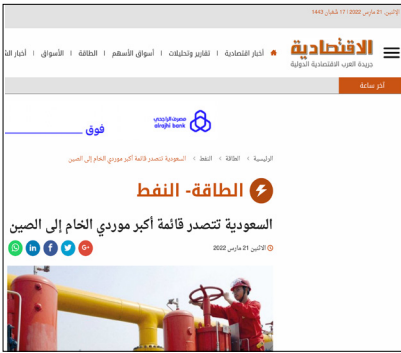 الإثنين, 21 مارس 2022 | 17 شعبان 1443
الاقتصادية
جريدة العرب الاقتصادية الدولية
أخبار اقتصادية | تقارير وتحليلات | أسواق الأسهم | الطاقة | الأسواق | أخبار
آخر ساعة
مصرف الراجحي
alrajhi bank
فوق
الرئيسية > الطاقة > النفط > السعودية تتصدر قائمة أكبر موردي الخام إلى الصين
الطاقة- النفط
السعودية تتصدر قائمة أكبر موردي الخام إلى الصين
الاثنين 21 مارس 2022